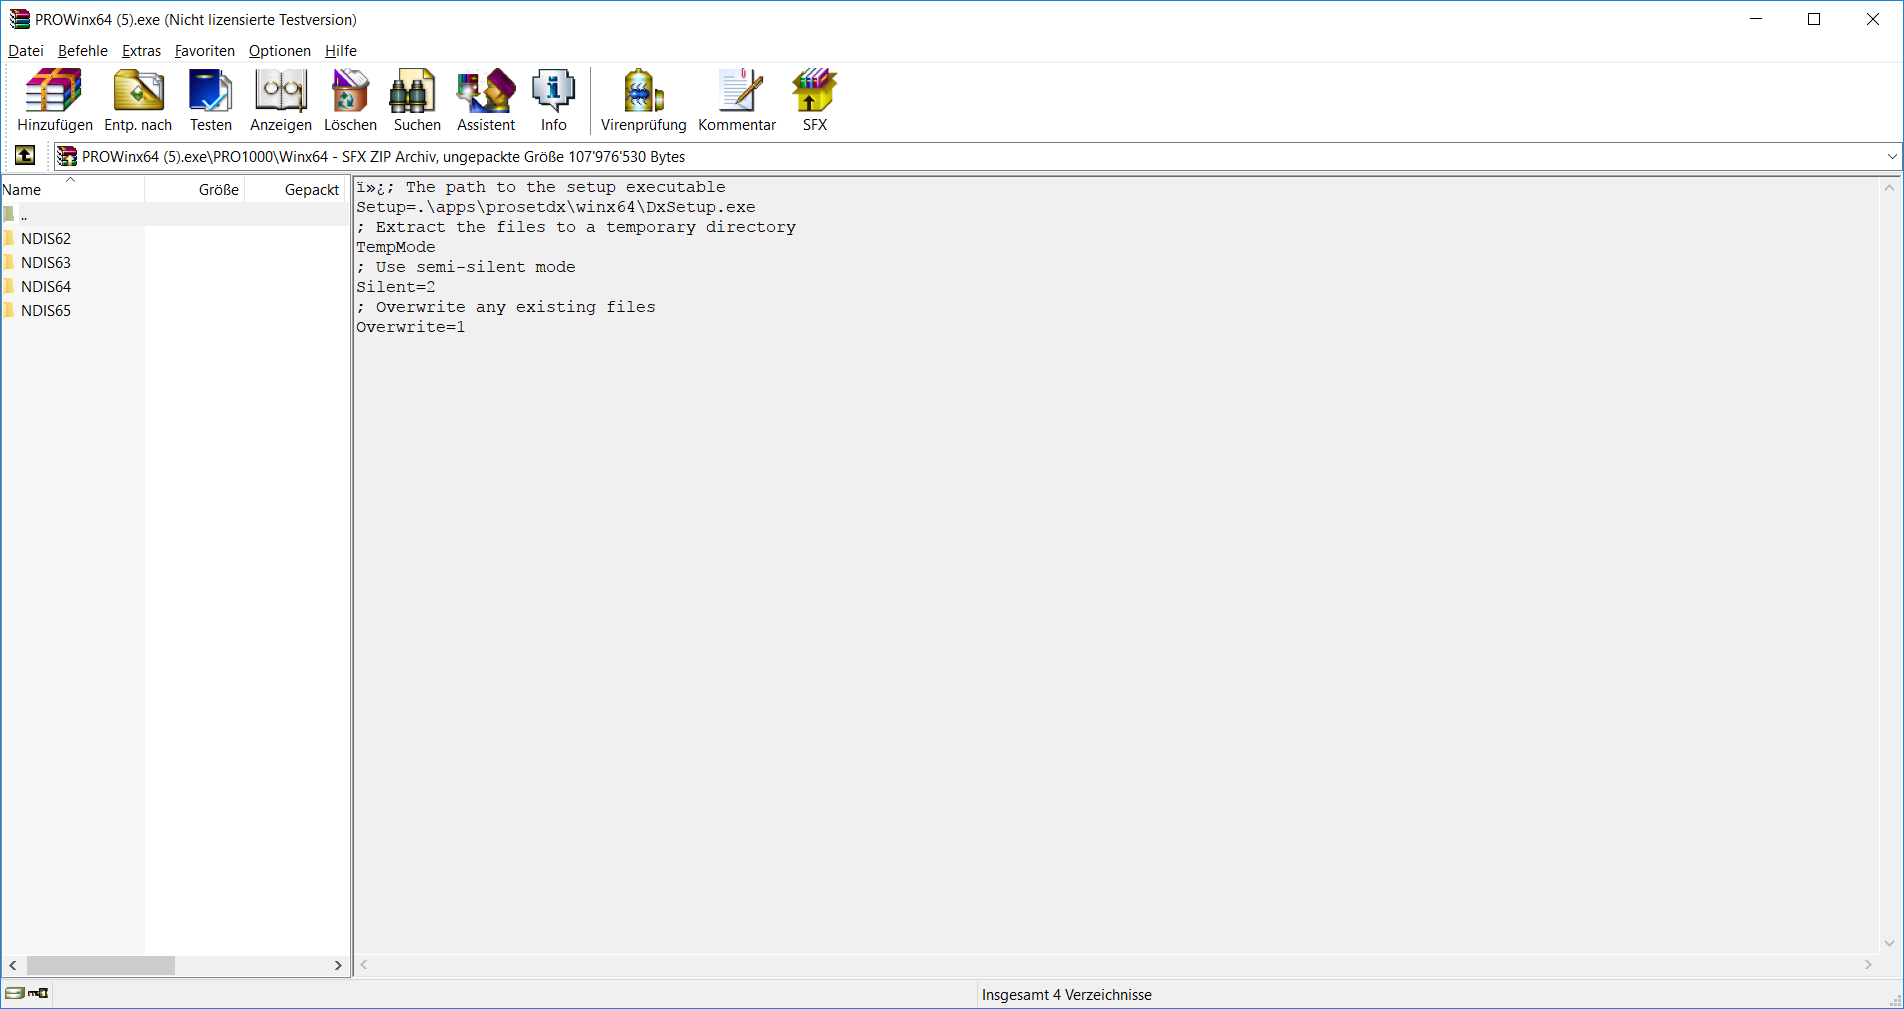 PROWinx64 (5).exe (Nicht lizensierte Testversion)
Datei Befehle Extras Favoriten Optionen Hilfe
Hinzufügen Entp. nach Testen Anzeigen Löschen Suchen Assistent Info Virenprüfung Kommentar SFX
PROWinx64 (5).exe\PRO1000\Winx64 - SFX ZIP Archiv, ungepackte Größe 107'976'530 Bytes
Name Größe Gepackt
..
NDIS62
NDIS63
NDIS64
NDIS65
ï»¿; The path to the setup executable
Setup=.\apps\prosetdx\winx64\DxSetup.exe
; Extract the files to a temporary directory
TempMode
; Use semi-silent mode
Silent=2
; Overwrite any existing files
Overwrite=1
Insgesamt 4 Verzeichnisse